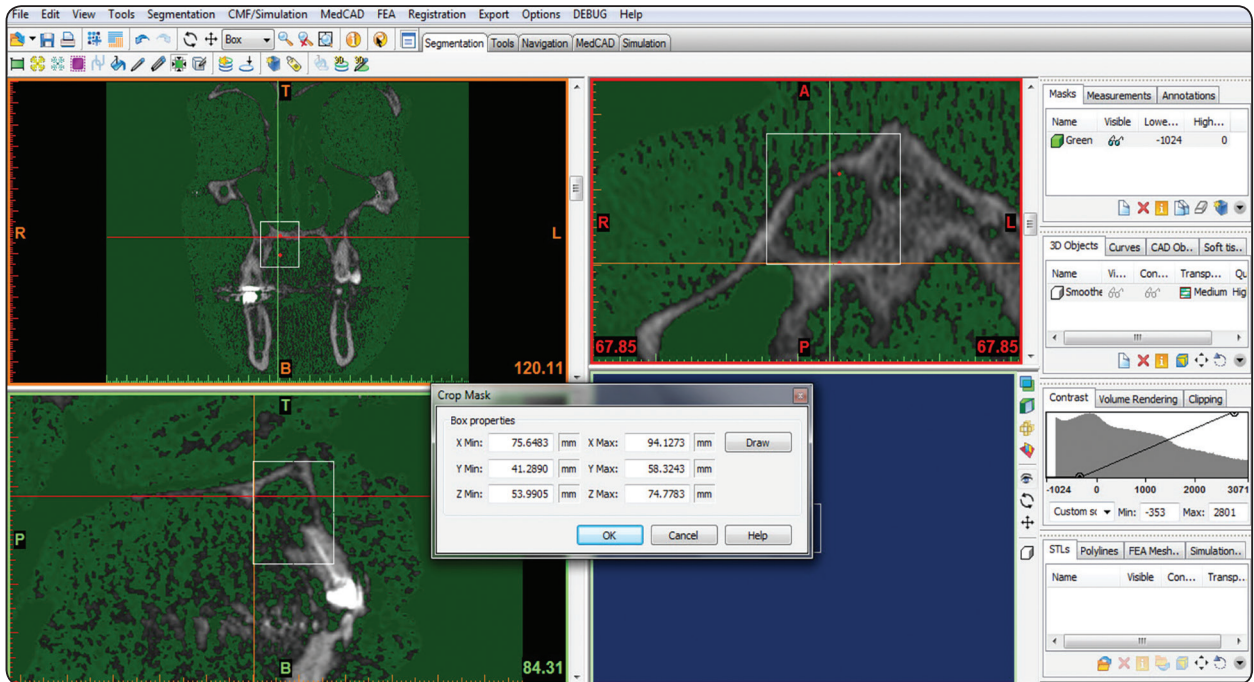 File Edit View Tools Segmentation CMF/Simulation MedCAD FEA Registration Export Options DEBUG Help
Box
Segmentation Tools Navigation MedCAD Simulation
T
R
L
B
120.11
A
R
L
P
67.85
67.85
T
P
B
84.31
Crop Mask
Box properties
X Min: 75.6483 mm X Max: 94.1273 mm Draw
Y Min: 41.2890 mm Y Max: 58.3243 mm
Z Min: 53.9905 mm Z Max: 74.7783 mm
OK Cancel Help
Masks Measurements Annotations
Name Visible Lowe... High...
Green -1024 0
3D Objects Curves CAD Ob.. Soft tis..
Name Vi... Con... Transp... Qu
Smoothe Medium Hig
Contrast Volume Rendering Clipping
-1024 0 1000 2000 3071
Custom sc Min: -353 Max: 2801
STLs Polylines FEA Mesh.. Simulation..
Name Visible Con... Transp..